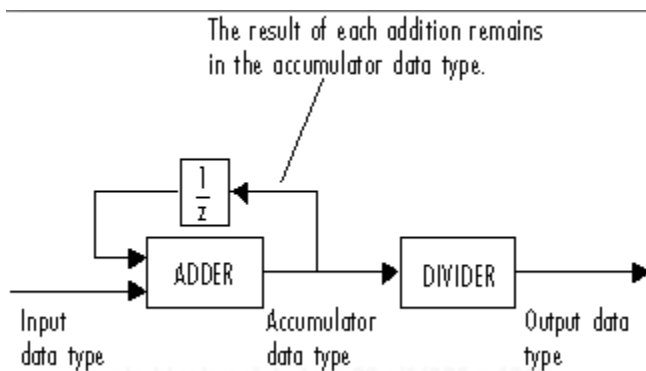 The result of each addition remains
in the accumulator data type.
1
z
ADDER
DIVIDER
Input
data type
Accumulator
data type
Output data
type